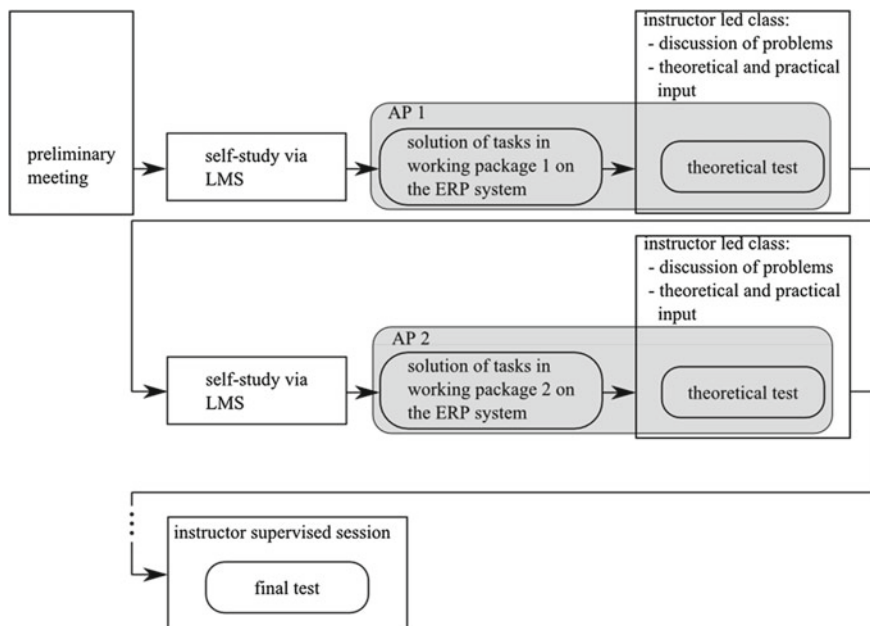 instructor led class:
- discussion of problems
- theoretical and practical
input
AP 1
preliminary
meeting
self-study via
LMS
solution of tasks in
working package 1 on
the ERP system
theoretical test
instructor led class:
- discussion of problems
- theoretical and practical
input
AP 2
self-study via
LMS
solution of tasks in
working package 2 on
the ERP system
theoretical test
instructor supervised session
final test